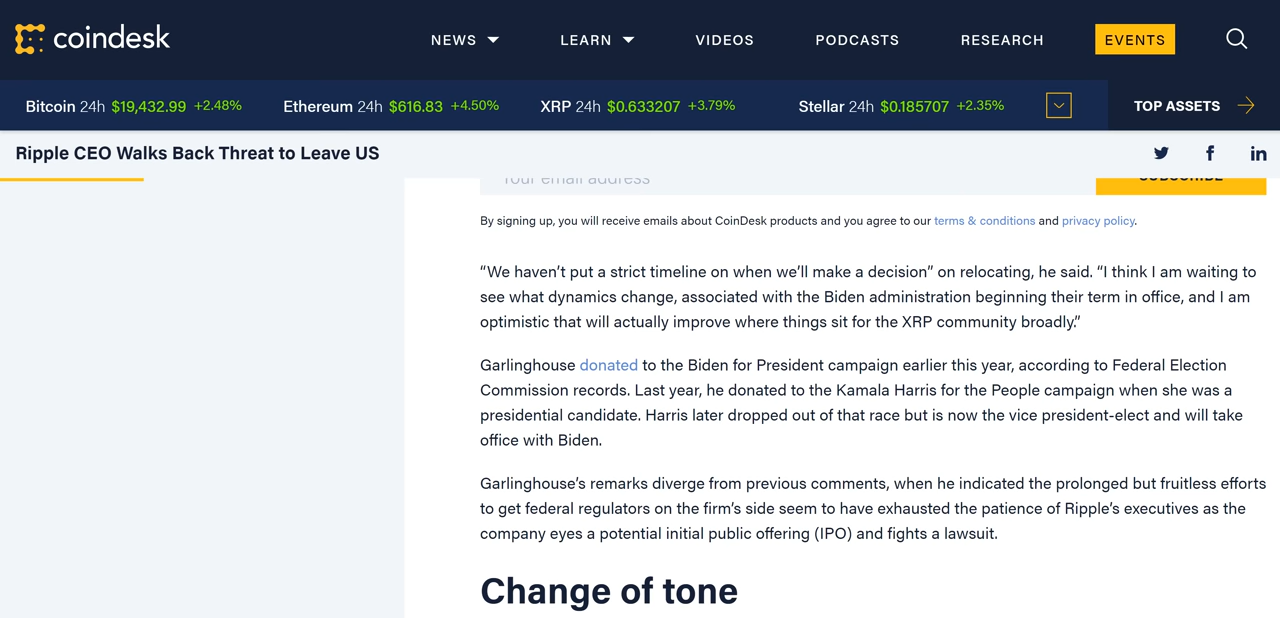 coindesk
NEWS LEARN VIDEOS PODCASTS RESEARCH EVENTS
Bitcoin 24h $19,432.99 +2.48% Ethereum 24h $616.83 +4.50% XRP 24h $0.633207 +3.79% Stellar 24h $0.185707 +2.35% TOP ASSETS
Ripple CEO Walks Back Threat to Leave US
Your email address SUBSCRIBE
By signing up, you will receive emails about CoinDesk products and you agree to our terms & conditions and privacy policy.
“We haven’t put a strict timeline on when we’ll make a decision” on relocating, he said. “I think I am waiting to
see what dynamics change, associated with the Biden administration beginning their term in office, and I am
optimistic that will actually improve where things sit for the XRP community broadly.”
Garlinghouse donated to the Biden for President campaign earlier this year, according to Federal Election
Commission records. Last year, he donated to the Kamala Harris for the People campaign when she was a
presidential candidate. Harris later dropped out of that race but is now the vice president-elect and will take
office with Biden.
Garlinghouse’s remarks diverge from previous comments, when he indicated the prolonged but fruitless efforts
to get federal regulators on the firm’s side seem to have exhausted the patience of Ripple’s executives as the
company eyes a potential initial public offering (IPO) and fights a lawsuit.
Change of tone